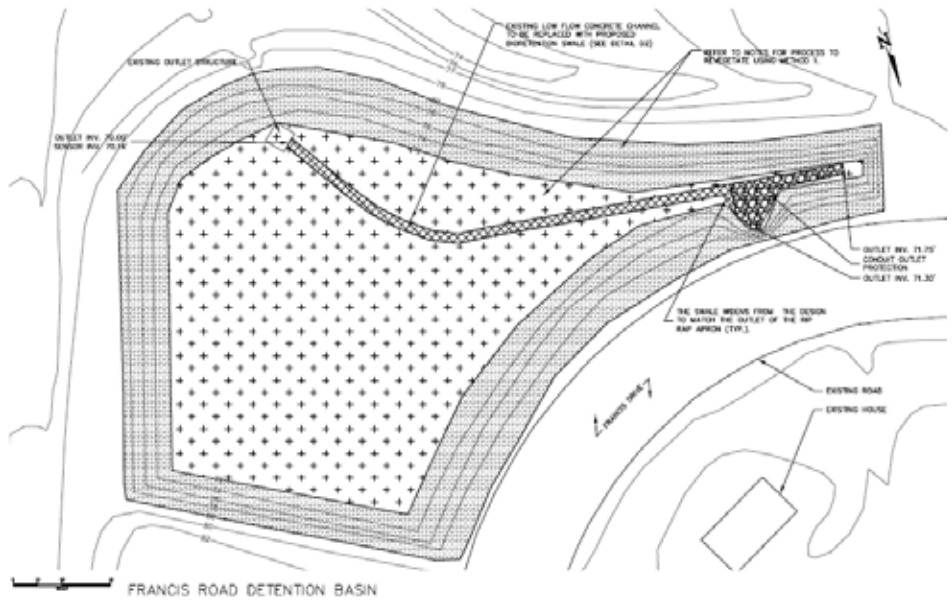 EXISTING LOW FLOW CONCRETE CHANNEL
TO BE REPLACED WITH PROPOSED
BIORETENTION SWALE (SEE DETAIL D2)
REFER TO NOTES FOR PROCESS TO
REVEGETATE USING METHOD 1.
EXISTING OUTLET STRUCTURE
OUTLET INV.
SENSOR INV.
OUTLET INV. 71.75'
CONDUIT OUTLET
PROTECTION
OUTLET INV. 71.30'
THE SWALE WIDENS FROM THE DESIGN
TO MATCH THE OUTLET OF THE RIP
RAP APRON (TYP.)
FRANCIS DRIVE
EXISTING ROAD
EXISTING HOUSE
N
FRANCIS ROAD DETENTION BASIN